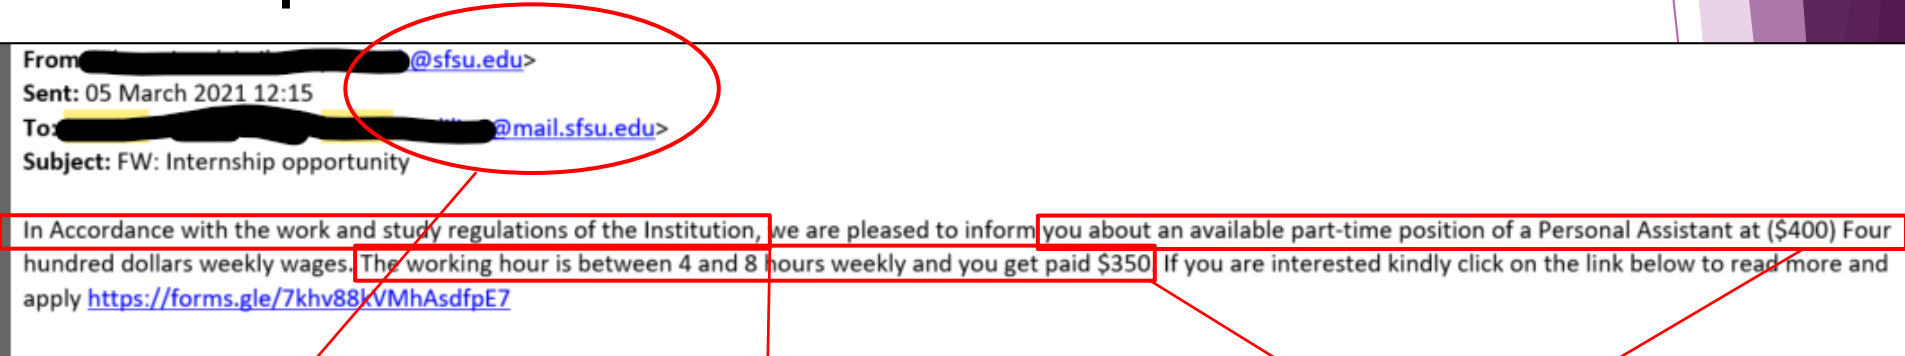 From @sfsu.edu>
Sent: 05 March 2021 12:15
To: @mail.sfsu.edu>
Subject: FW: Internship opportunity
In Accordance with the work and study regulations of the Institution, we are pleased to inform you about an available part-time position of a Personal Assistant at ($400) Four
hundred dollars weekly wages. The working hour is between 4 and 8 hours weekly and you get paid $350 If you are interested kindly click on the link below to read more and
apply https://forms.gle/7khv88kVMhAsdfpE7